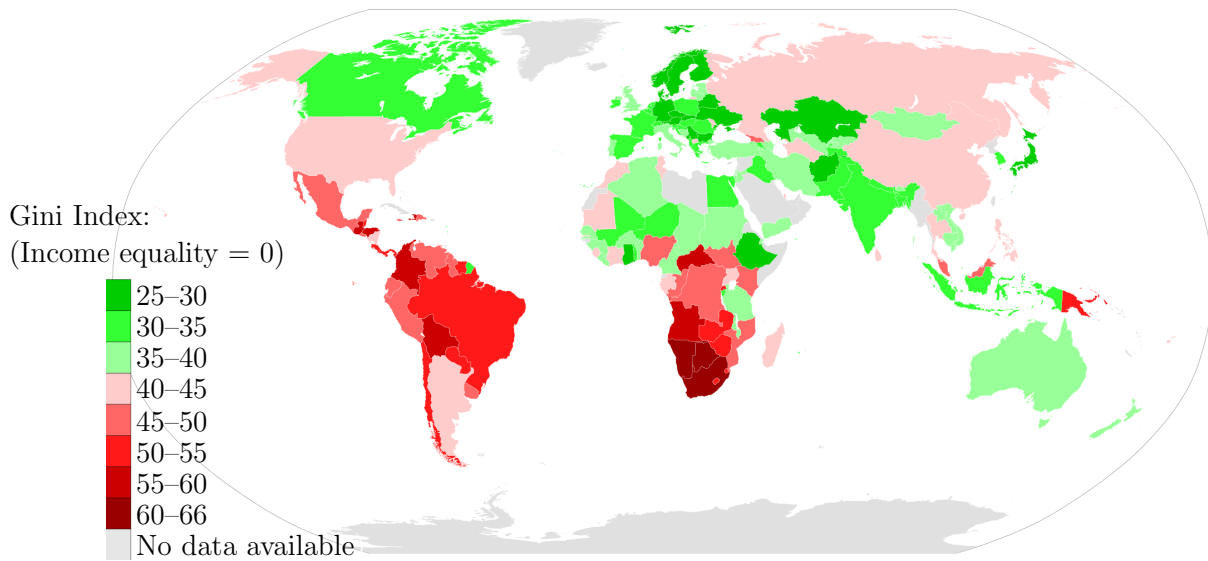 Gini Index:
(Income equality = 0)
25–30
30–35
35–40
40–45
45–50
50–55
55–60
60–66
No data available